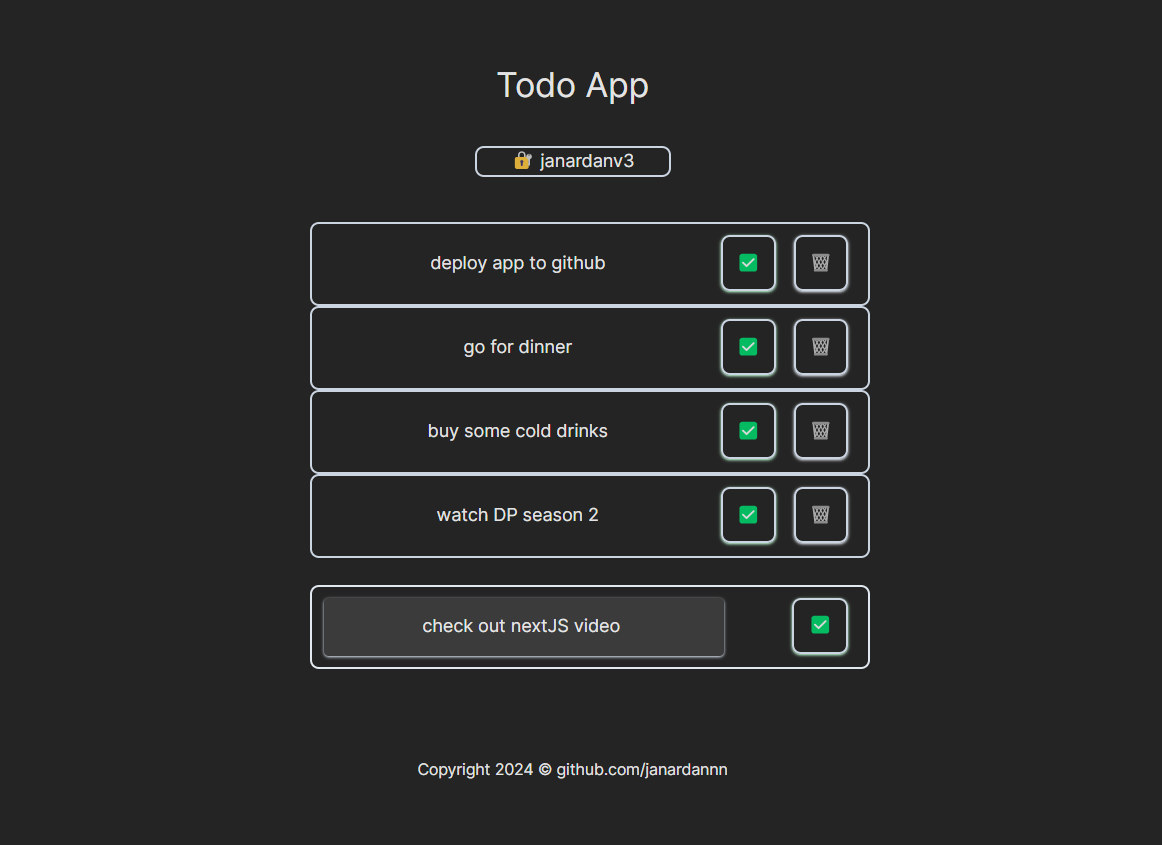 Todo App
🔐 janardanv3
deploy app to github
go for dinner
buy some cold drinks
watch DP season 2
check out nextJS video
Copyright 2024 © github.com/janardannn